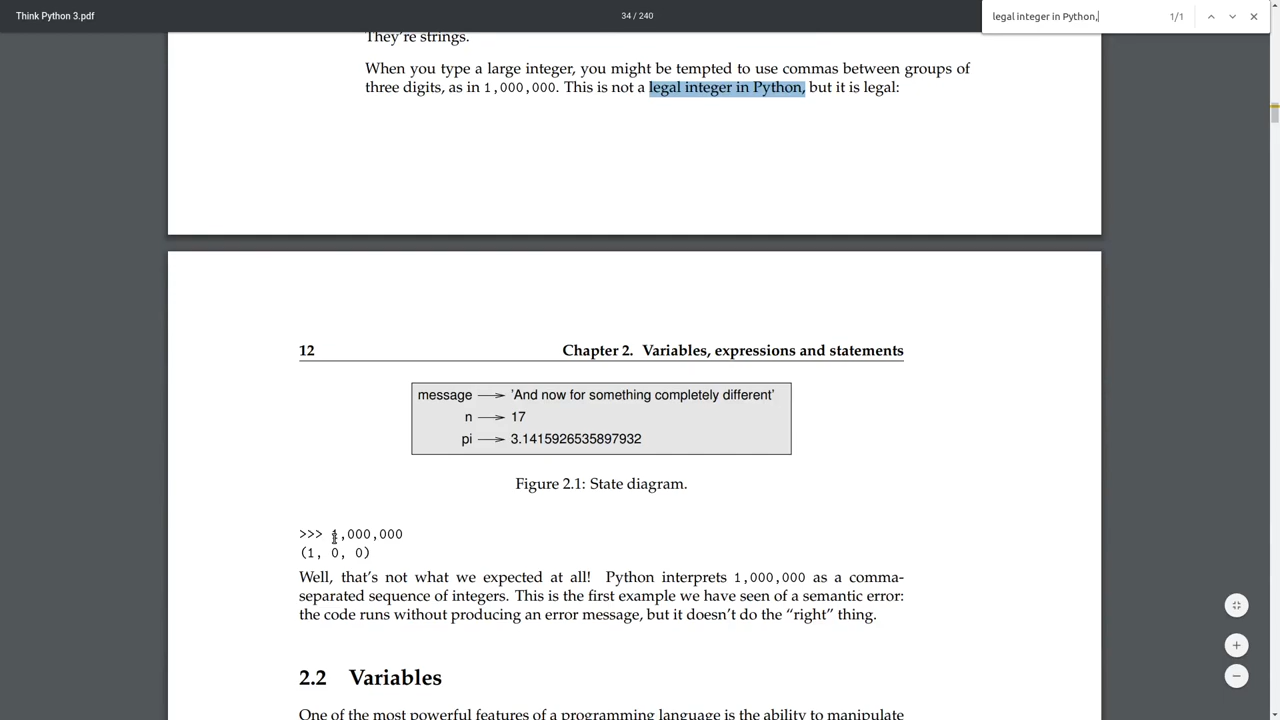 Think Python 3.pdf
34 / 240
legal integer in Python,
1/1
They're strings.
When you type a large integer, you might be tempted to use commas between groups of
three digits, as in 1,000,000. This is not a legal integer in Python, but it is legal:
12
Chapter 2. Variables, expressions and statements
message 'And now for something completely different'
n 17
pi 3.1415926535897932
Figure 2.1: State diagram.
>>> 1,000,000
(1, 0, 0)
Well, that's not what we expected at all! Python interprets 1,000,000 as a comma-
separated sequence of integers. This is the first example we have seen of a semantic error:
the code runs without producing an error message, but it doesn't do the “right” thing.
2.2 Variables
One of the most powerful features of a programming language is the ability to manipulate